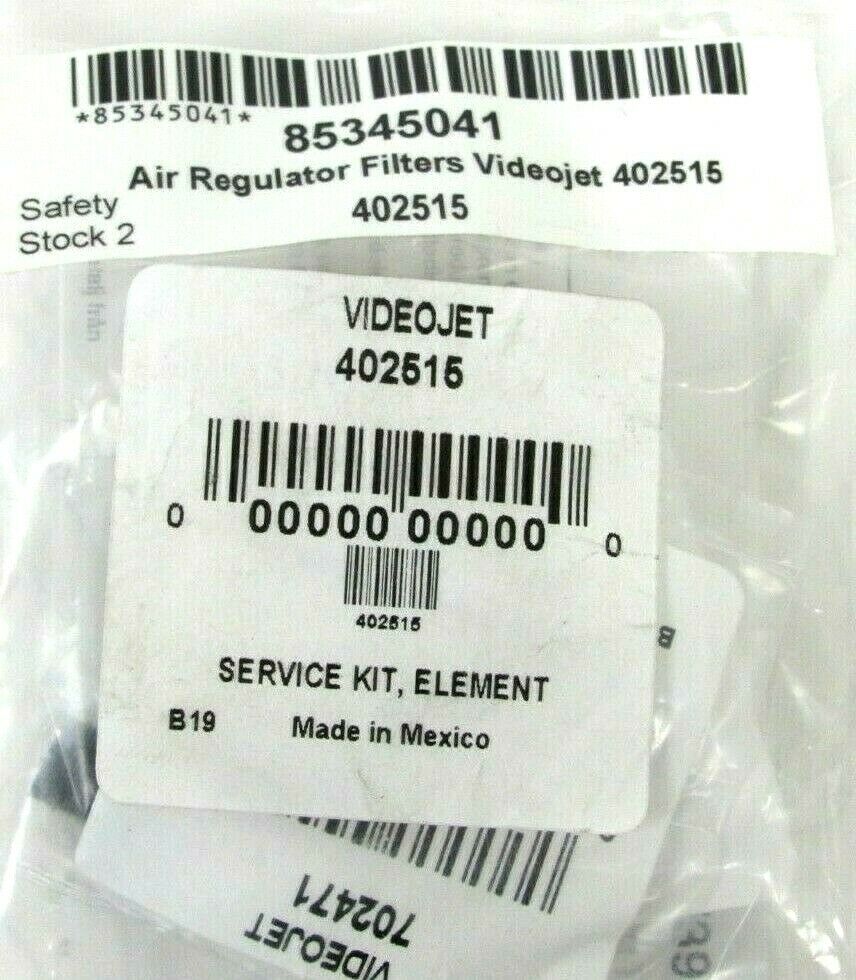 *85345041*
85345041
Air Regulator Filters Videojet 402515
Safety
Stock 2
402515
VIDEOJET
402515
0 00000 00000 0
402515
SERVICE KIT, ELEMENT
B19 Made in Mexico
B
B
702471
VIDEOJET